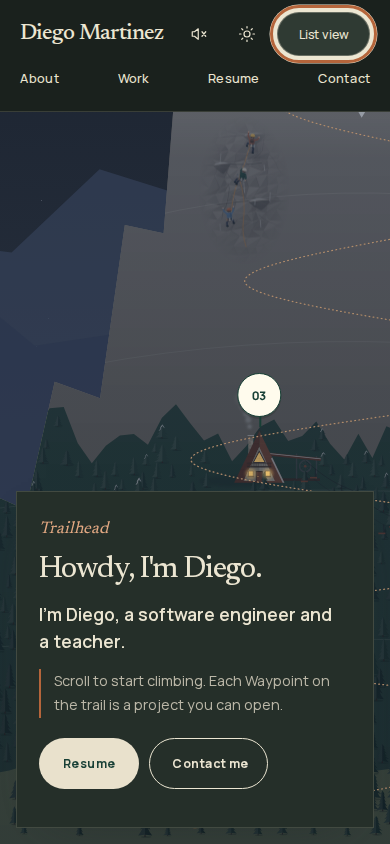 Diego Martinez
List view
About Work Resume Contact
03
Trailhead
Howdy, I'm Diego.
I'm Diego, a software engineer and
a teacher.
Scroll to start climbing. Each Waypoint on
the trail is a project you can open.
Resume Contact me